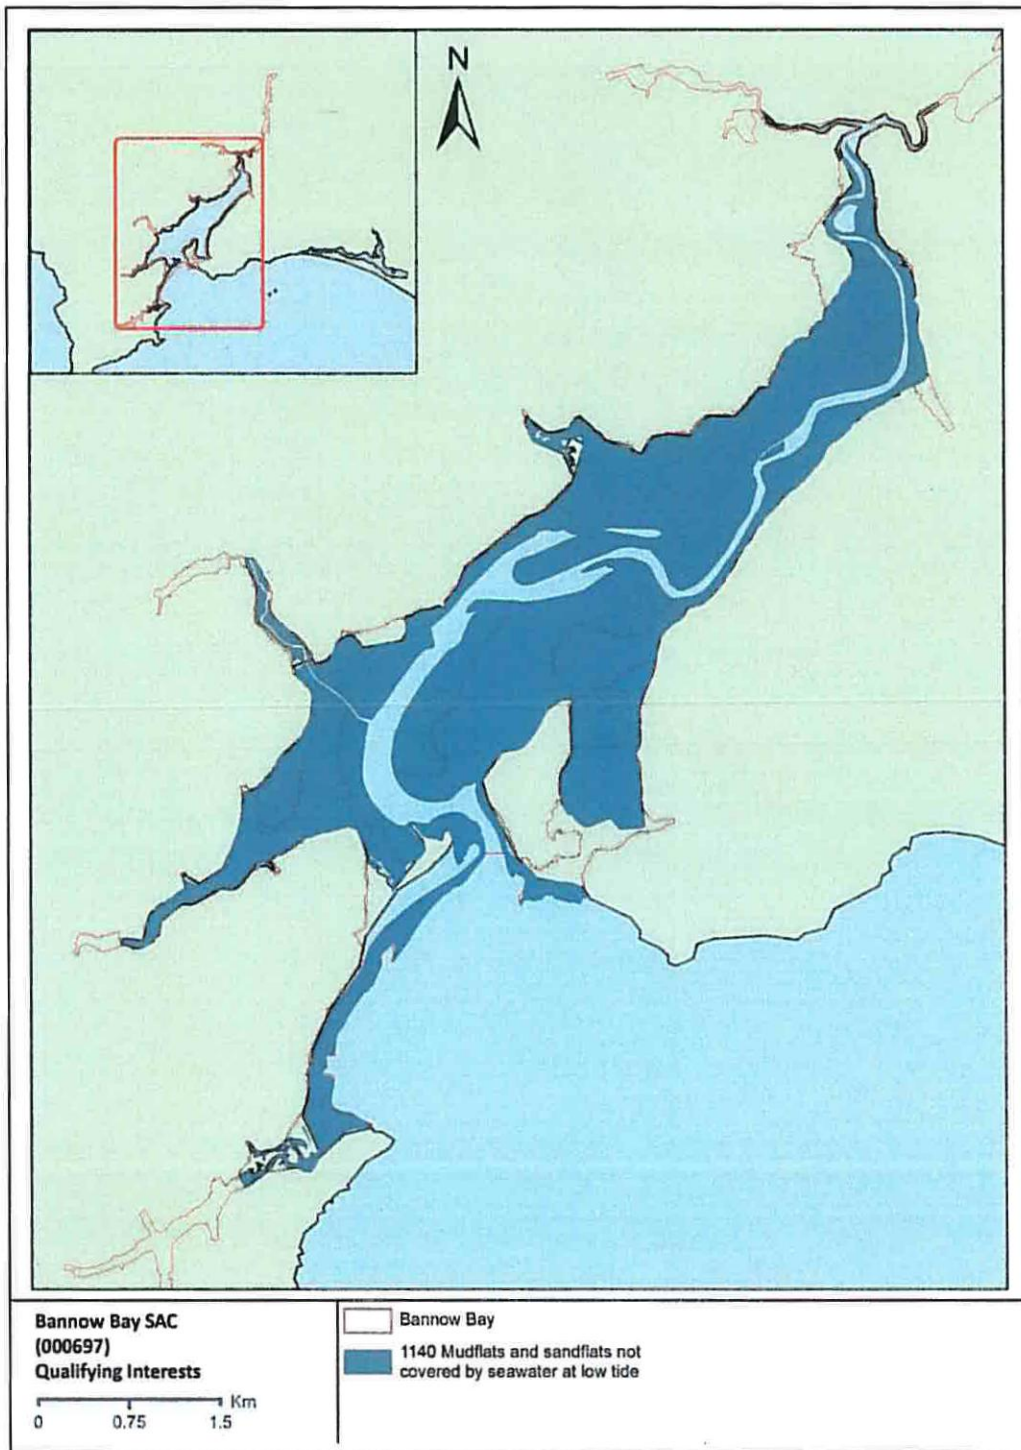 N
Bannow Bay SAC
(000697)
Qualifying Interests
Km
0 0.75 1.5
Bannow Bay
1140 Mudflats and sandflats not
covered by seawater at low tide